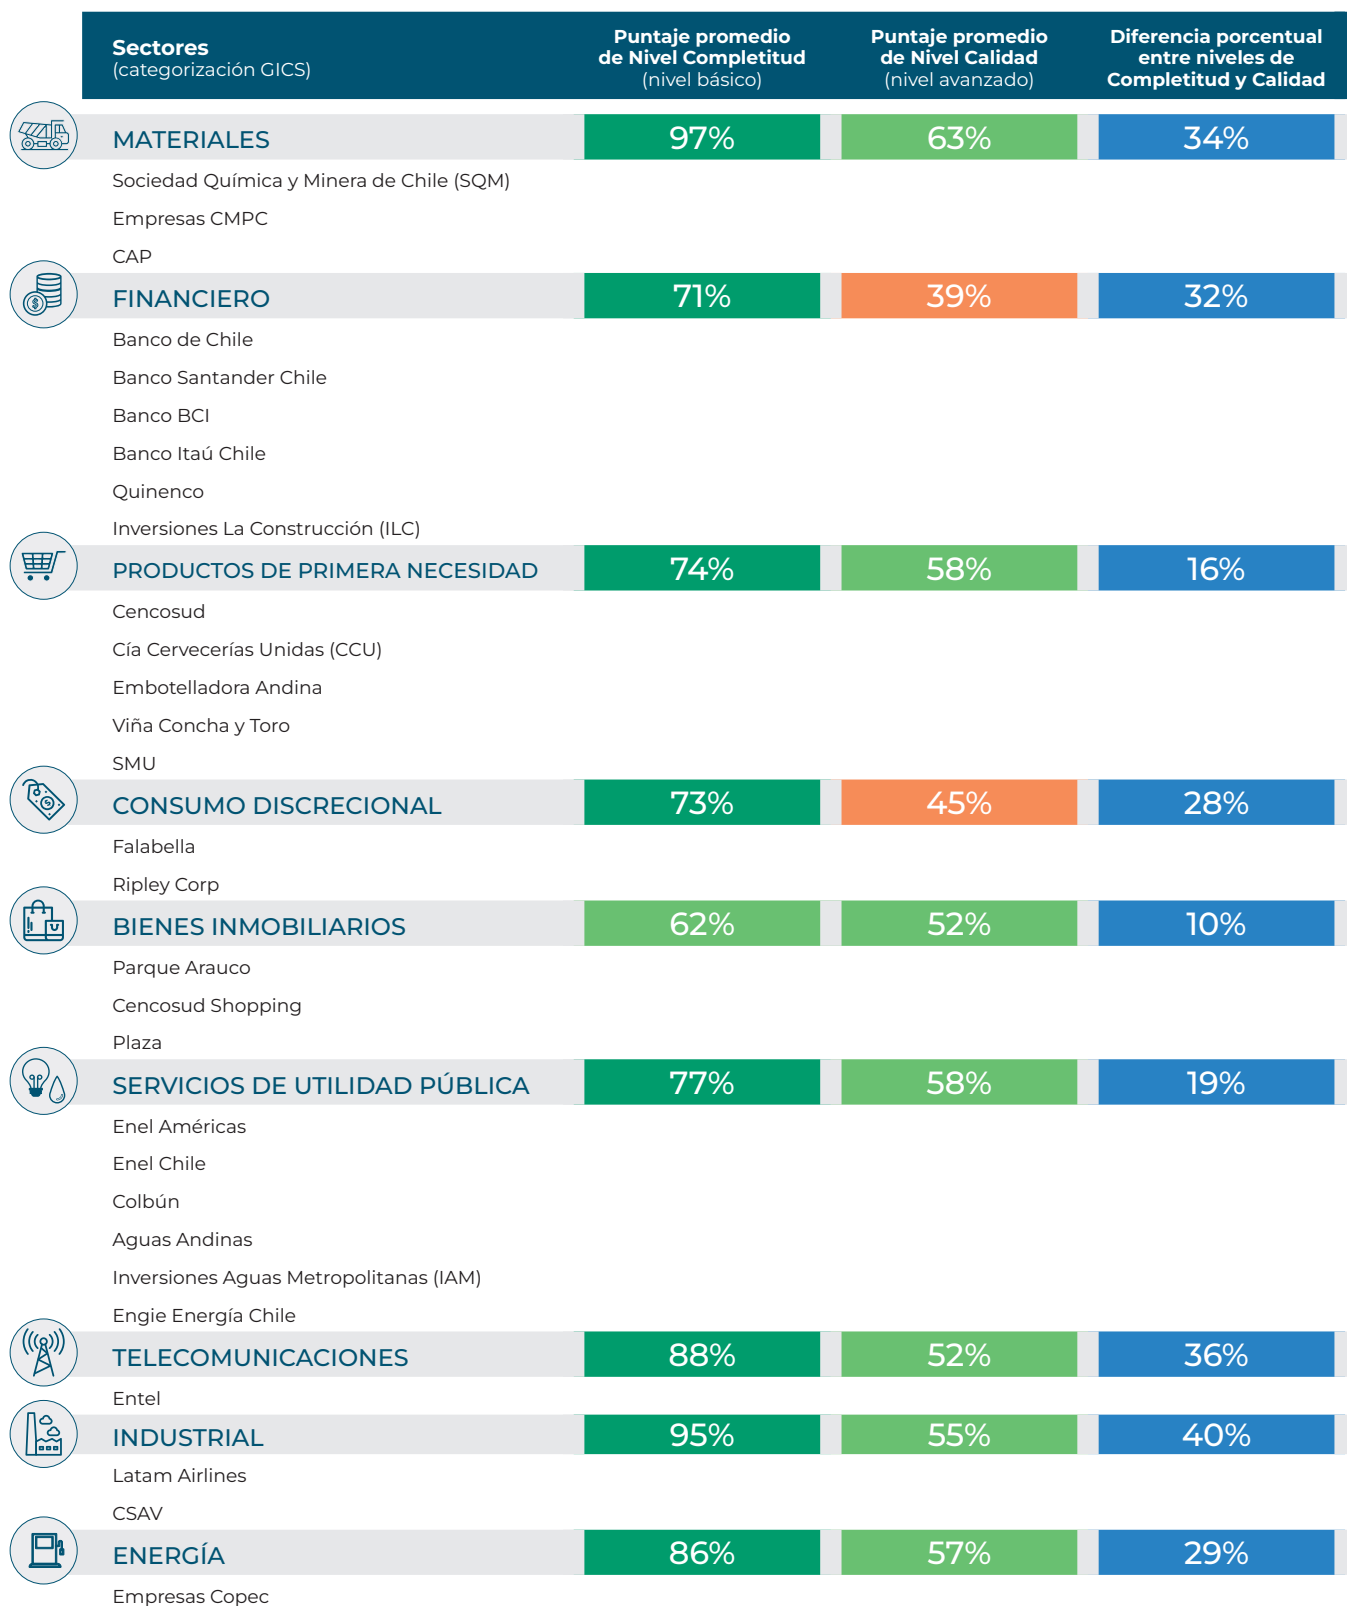 Sectores
(categorización GICS)
Puntaje promedio
de Nivel Completitud
(nivel básico)
Puntaje promedio
de Nivel Calidad
(nivel avanzado)
Diferencia porcentual
entre niveles de
Completitud y Calidad
MATERIALES 97% 63% 34%
Sociedad Química y Minera de Chile (SQM)
Empresas CMPC
CAP
FINANCIERO 71% 39% 32%
Banco de Chile
Banco Santander Chile
Banco BCI
Banco Itaú Chile
Quinenco
Inversiones La Construcción (ILC)
PRODUCTOS DE PRIMERA NECESIDAD 74% 58% 16%
Cencosud
Cía Cervecerías Unidas (CCU)
Embotelladora Andina
Viña Concha y Toro
SMU
CONSUMO DISCRECIONAL 73% 45% 28%
Falabella
Ripley Corp
BIENES INMOBILIARIOS 62% 52% 10%
Parque Arauco
Cencosud Shopping
Plaza
SERVICIOS DE UTILIDAD PÚBLICA 77% 58% 19%
Enel Américas
Enel Chile
Colbún
Aguas Andinas
Inversiones Aguas Metropolitanas (IAM)
Engie Energía Chile
TELECOMUNICACIONES 88% 52% 36%
Entel
INDUSTRIAL 95% 55% 40%
Latam Airlines
CSAV
ENERGÍA 86% 57% 29%
Empresas Copec